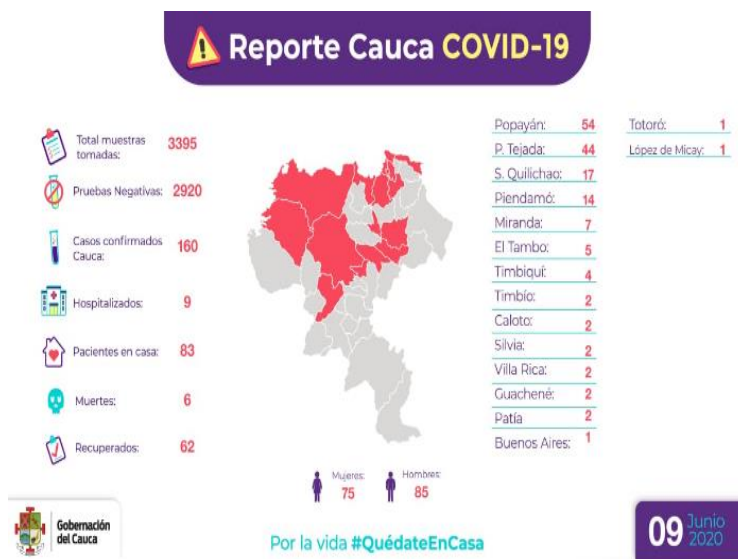 Reporte Cauca COVID-19
Total muestras
tomadas: 3395
Pruebas Negativas: 2920
Casos confirmados
Cauca: 160
Hospitalizados: 9
Pacientes en casa: 83
Muertes: 6
Recuperados: 62
Popayán: 54
P. Tejada: 44
S. Quilichao: 17
Piendamó: 14
Miranda: 7
El Tambo: 5
Timbiquí: 4
Timbío: 2
Caloto: 2
Silvia: 2
Villa Rica: 2
Guachené: 2
Patía 2
Buenos Aires: 1
Totoró: 1
López de Micay: 1
Mujeres: 75
Hombres: 85
Gobernación
del Cauca
Por la vida #QuédateEnCasa
09 Junio
2020